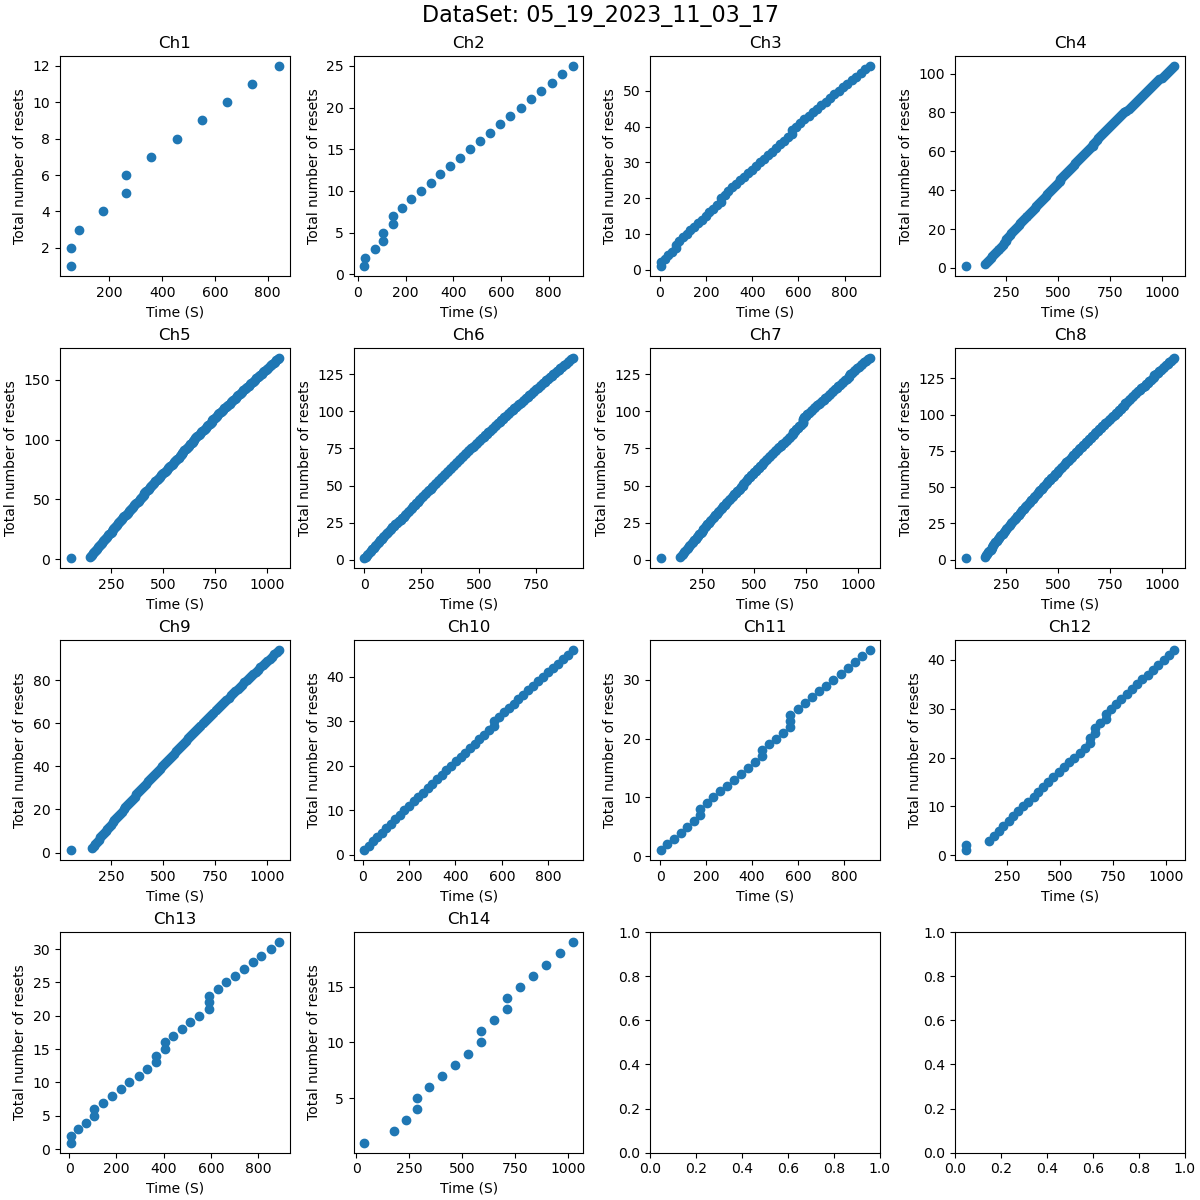 DataSet: 05_19_2023_11_03_17
Ch1
12
10
8
6
4
2
Total number of resets
200 400 600 800
Time (S)
Ch2
25
20
15
10
5
0
Total number of resets
0 200 400 600 800
Time (S)
Ch3
50
40
30
20
10
0
Total number of resets
0 200 400 600 800
Time (S)
Ch4
100
80
60
40
20
0
Total number of resets
250 500 750 1000
Time (S)
Ch5
150
100
50
0
Total number of resets
250 500 750 1000
Time (S)
Ch6
125
100
75
50
25
0
Total number of resets
0 250 500 750
Time (S)
Ch7
125
100
75
50
25
0
Total number of resets
250 500 750 1000
Time (S)
Ch8
125
100
75
50
25
0
Total number of resets
250 500 750 1000
Time (S)
Ch9
80
60
40
20
0
Total number of resets
250 500 750 1000
Time (S)
Ch10
40
30
20
10
0
Total number of resets
0 200 400 600 800
Time (S)
Ch11
30
20
10
0
Total number of resets
0 200 400 600 800
Time (S)
Ch12
40
30
20
10
0
Total number of resets
250 500 750 1000
Time (S)
Ch13
30
25
20
15
10
5
0
Total number of resets
0 200 400 600 800
Time (S)
Ch14
15
10
5
Total number of resets
0 250 500 750 1000
Time (S)
1.0
0.8
0.6
0.4
0.2
0.0
0.0 0.2 0.4 0.6 0.8 1.0
1.0
0.8
0.6
0.4
0.2
0.0
0.0 0.2 0.4 0.6 0.8 1.0